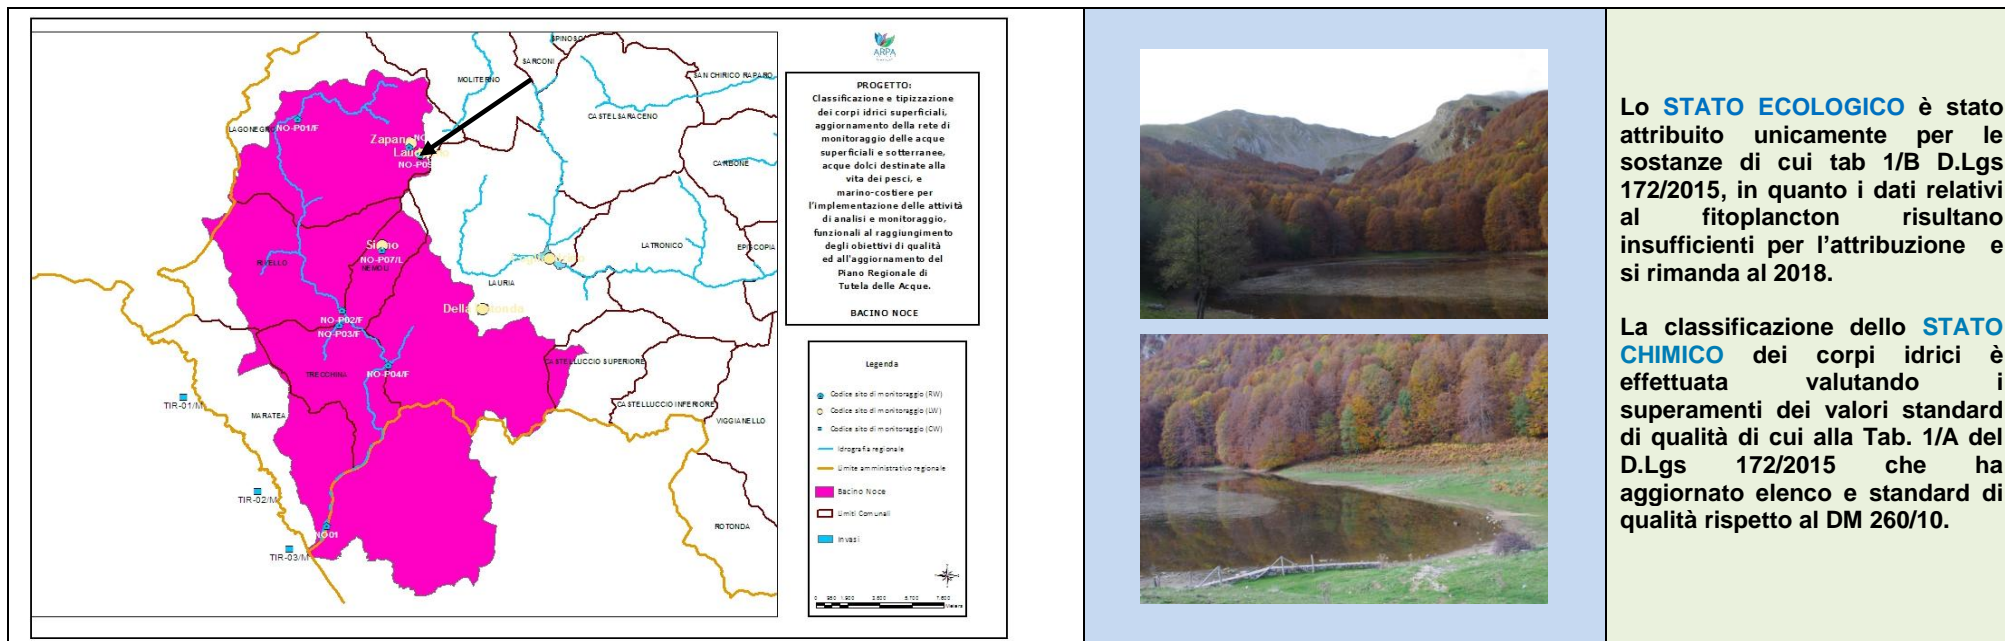 SPINOSO
SARCONI
MOLITERNO
SAN CHIRICO RAPARO
CASTELSARACENO
LAGONEGRO
NO-P01/F
Zapano
NO-P05
CARBONE
LATRONICO
EPISCOPIA
RIVELLO
NO-P07/L
NEMOLI
LAURIA
NO-P02/F
NO-P03/F
TRECCHINA
NO-P04/F
CASTELLUCCIO SUPERIORE
CASTELLUCCIO INFERIORE
VIGGIANELLO
TIR-01/M
MARATEA
TIR-02/M
ROTONDA
NO01
TIR-03/M
ARPA
PROGETTO:
Classificazione e tipizzazione
dei corpi idrici superficiali,
aggiornamento della rete di
monitoraggio delle acque
superficiali e sotterranee,
acque dolci destinate alla
vita dei pesci, e
marino-costiere per
l'implementazione delle attività
di analisi e monitoraggio,
funzionali al raggiungimento
degli obiettivi di qualità
ed all'aggiornamento del
Piano Regionale di
Tutela delle Acque.
BACINO NOCE
Legenda
Codice sito di monitoraggio (RW)
Codice sito di monitoraggio (LW)
Codice sito di monitoraggio (CW)
Idrografia regionale
Limite amministrativo regionale
Bacino Noce
Limiti Comunali
Invasi
Lo STATO ECOLOGICO è stato
attribuito unicamente per le
sostanze di cui tab 1/B D.Lgs
172/2015, in quanto i dati relativi
al fitoplancton risultano
insufficienti per l'attribuzione e
si rimanda al 2018.
La classificazione dello STATO
CHIMICO dei corpi idrici è
effettuata valutando i
superamenti dei valori standard
di qualità di cui alla Tab. 1/A del
D.Lgs 172/2015 che ha
aggiornato elenco e standard di
qualità rispetto al DM 260/10.